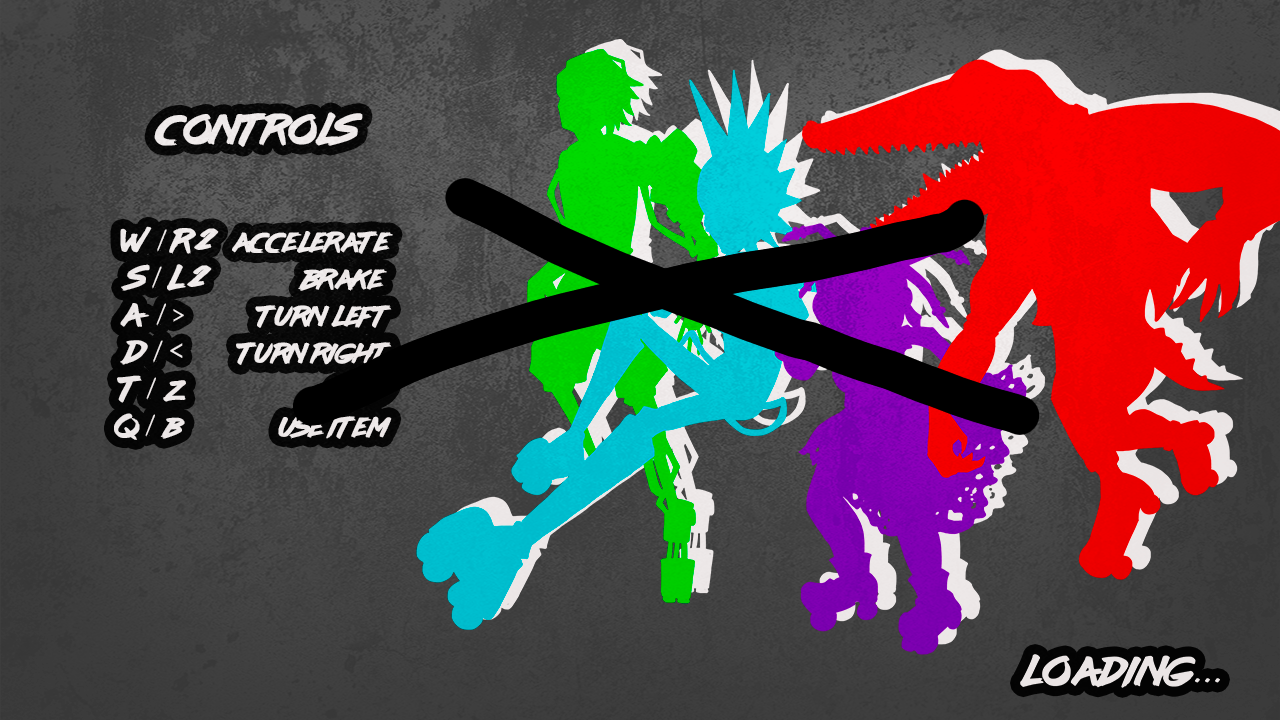 CONTROLS
W / R2 ACCELERATE
S / L2 BRAKE
A / > TURN LEFT
D / < TURN RIGHT
T / Z
Q / B USE ITEM
LOADING...